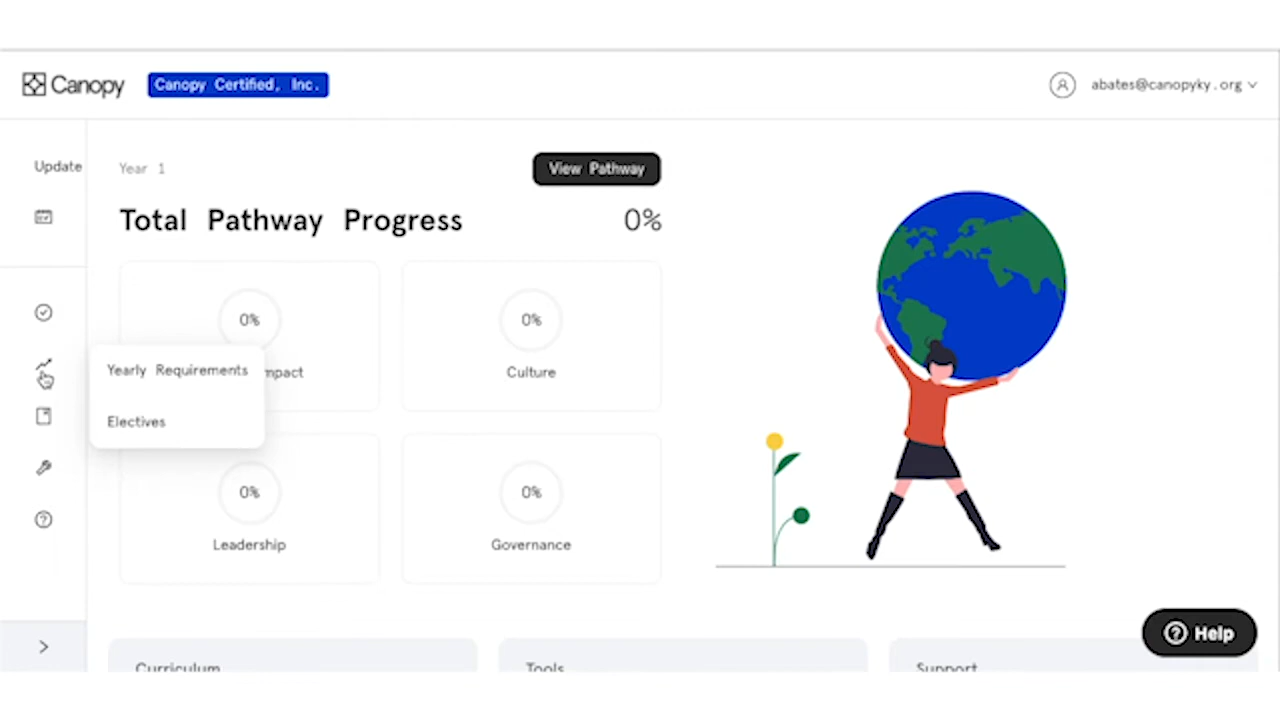 Canopy
Canopy Certified, Inc.
abates@canopyky.org
Update
Year 1
View Pathway
Total Pathway Progress
0%
0%
0%
Yearly Requirements
mpact
Culture
Electives
0%
0%
Leadership
Governance
Help
Curriculum
Tools
Support